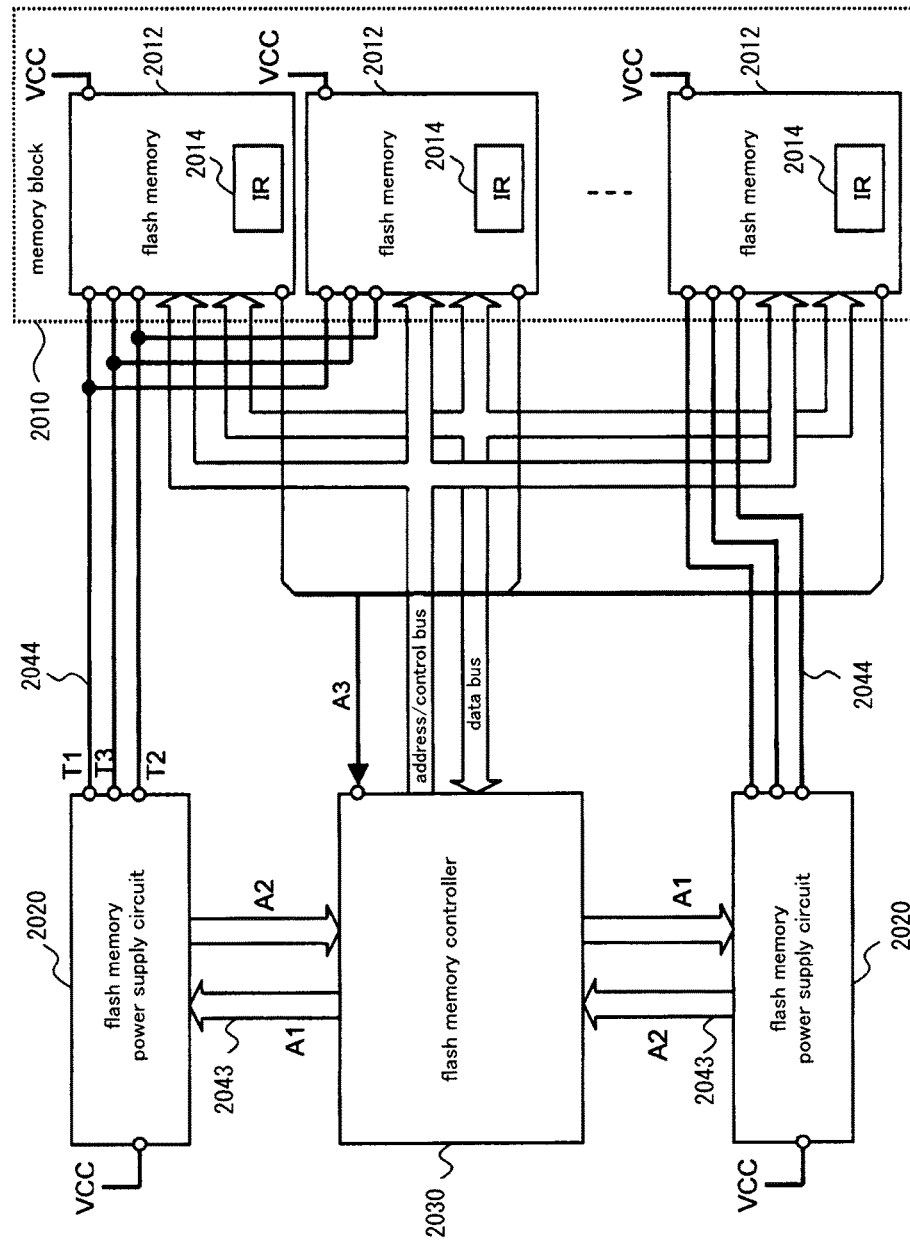 VCC
2020
flash memory
power supply circuit
A1
2043
A2
2030
flash memory controller
VCC
2020
flash memory
power supply circuit
A2
2043
A1
T1
T3
T2
2044
A3
address/control bus
data bus
2044
2010
memory block
flash memory
2014
IR
2012
VCC
flash memory
2014
IR
2012
VCC
flash memory
2014
IR
2012
VCC